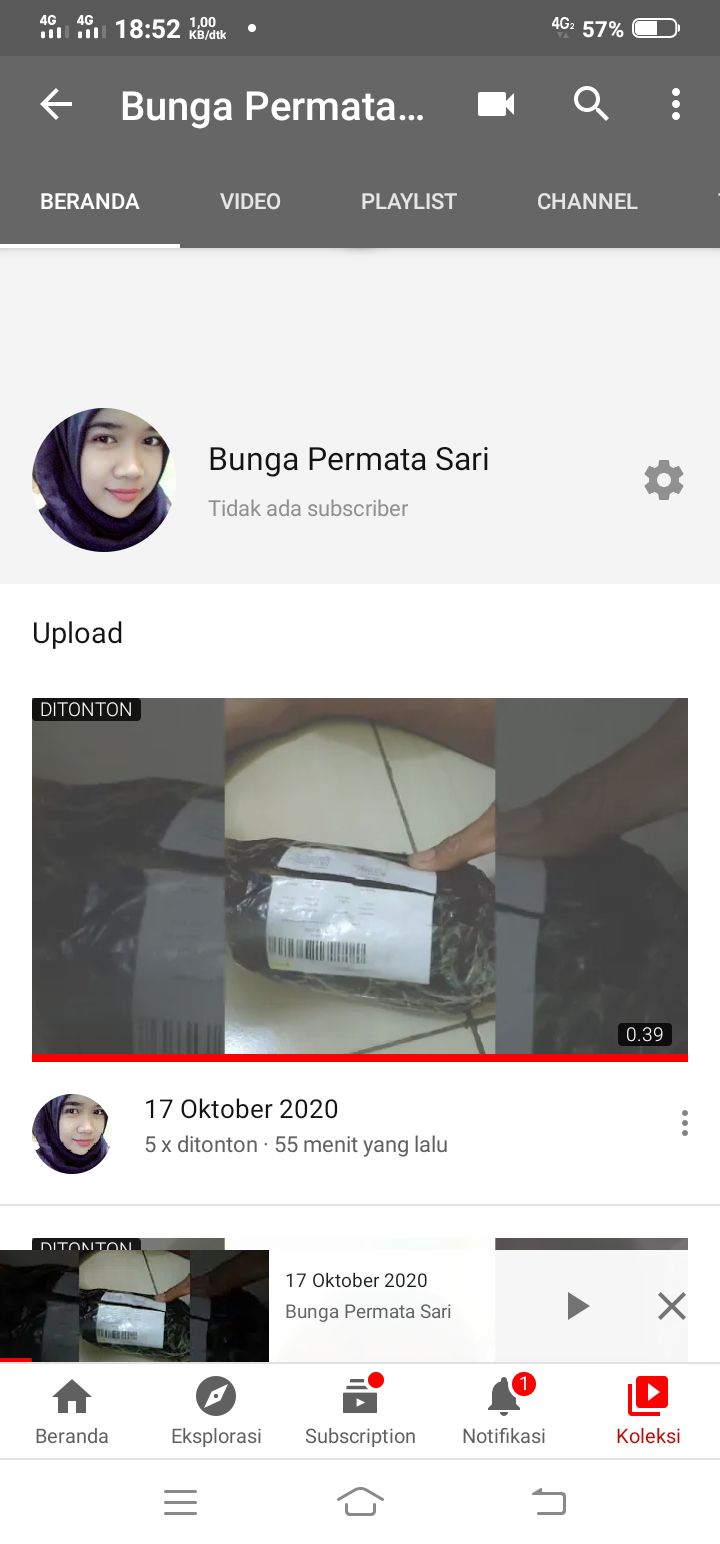 4G 4G 18:52 1,00 KB/dtk 4G2 57%
Bunga Permata...
BERANDA VIDEO PLAYLIST CHANNEL
Bunga Permata Sari
Tidak ada subscriber
Upload
DITONTON
0.39
17 Oktober 2020
5 x ditonton · 55 menit yang lalu
DITONTON
17 Oktober 2020
Bunga Permata Sari
1
Beranda Eksplorasi Subscription Notifikasi Koleksi